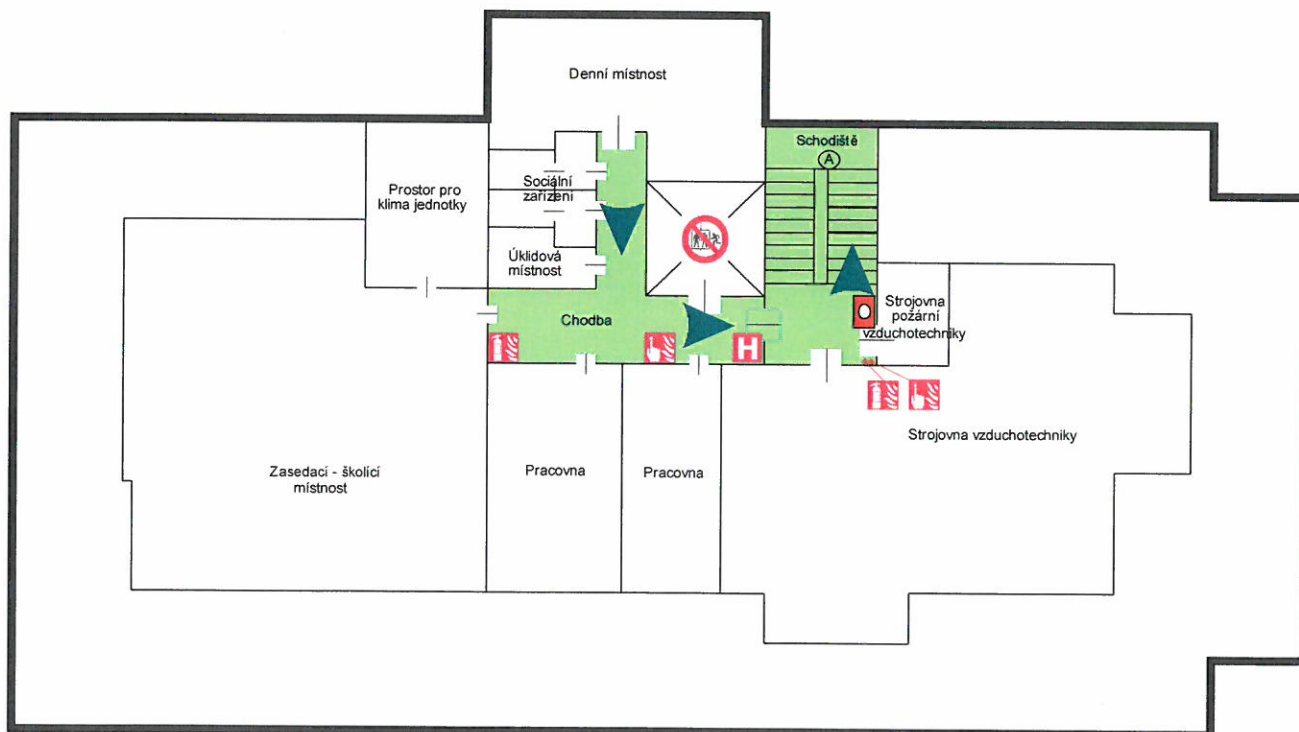 Denní místnost
Schodiště
A
Prostor pro
klima jednotky
Sociální
zařízení
Úklidová
místnost
Chodba
H
Strojovna
požární
vzduchotechniky
Strojovna vzduchotechniky
Zasedací - školící
místnost
Pracovna
Pracovna